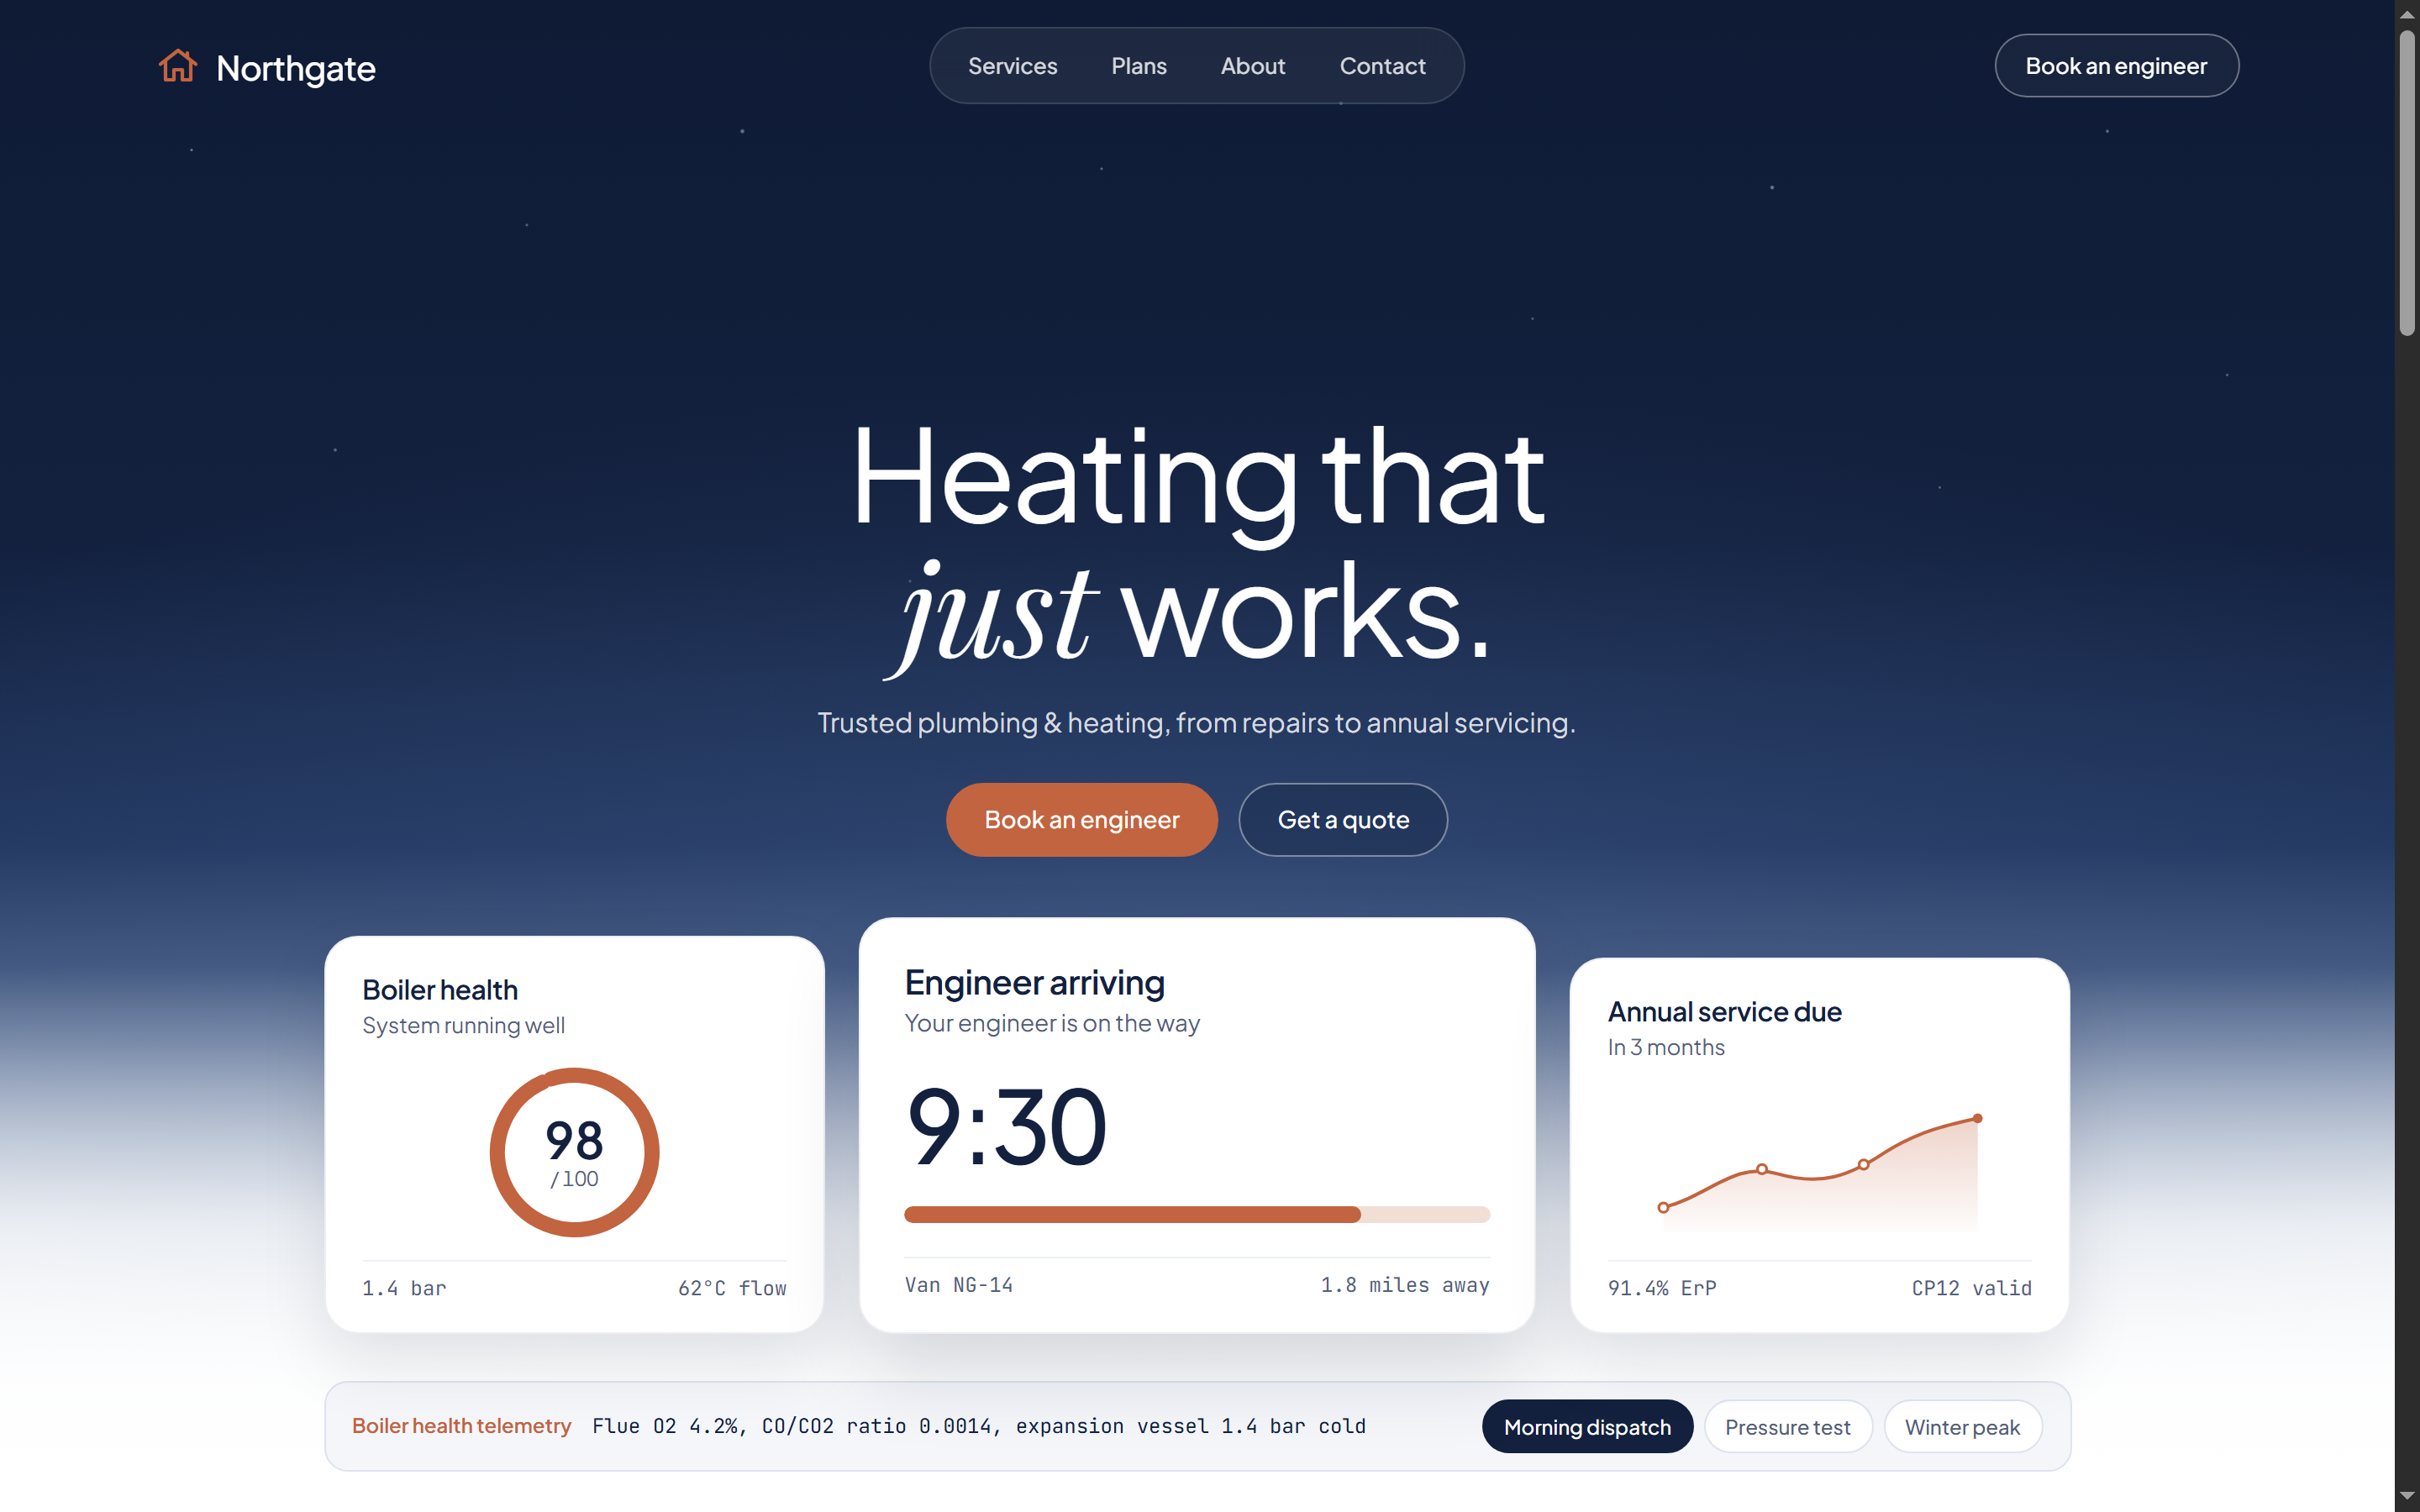 Northgate
Services Plans About Contact
Book an engineer
Heating that
just works.
Trusted plumbing & heating, from repairs to annual servicing.
Book an engineer
Get a quote
Boiler health
System running well
98
/100
1.4 bar 62°C flow
Engineer arriving
Your engineer is on the way
9:30
Van NG-14 1.8 miles away
Annual service due
In 3 months
91.4% ErP CP12 valid
Boiler health telemetry Flue O2 4.2%, CO/CO2 ratio 0.0014, expansion vessel 1.4 bar cold
Morning dispatch Pressure test Winter peak